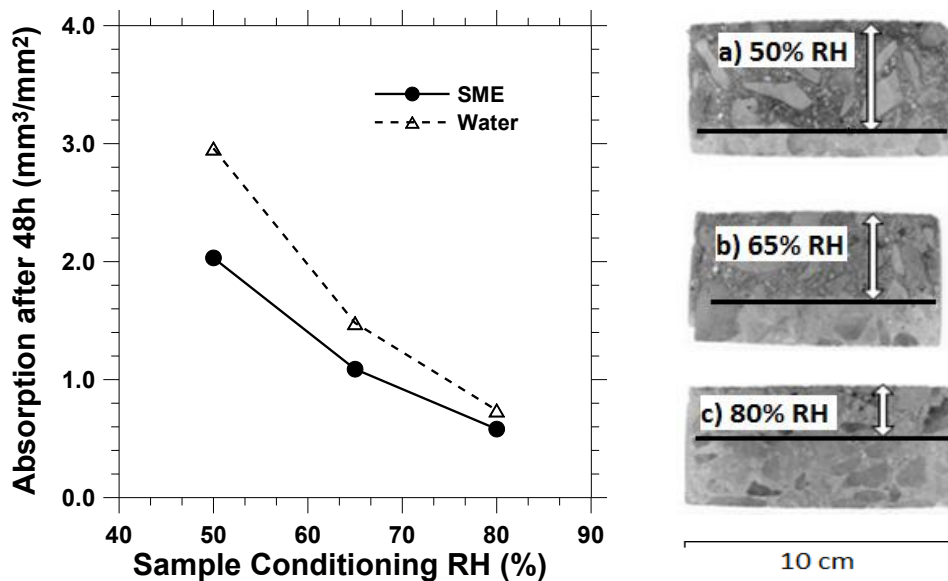 Absorption after 48h (mm³/mm²)
4.0
3.0
2.0
1.0
0.0
SME
Water
40 50 60 70 80 90
Sample Conditioning RH (%)
a) 50% RH
b) 65% RH
c) 80% RH
10 cm